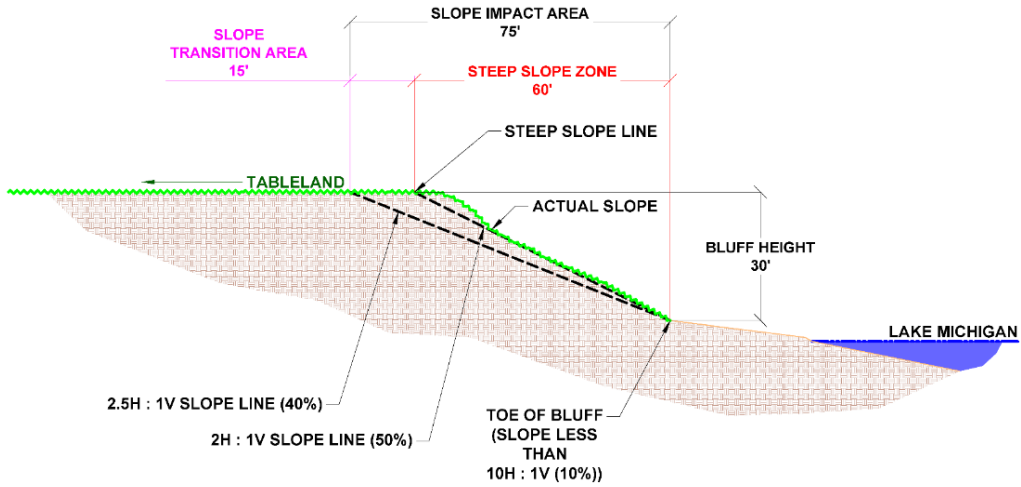 SLOPE IMPACT AREA
75'
SLOPE
TRANSITION AREA
15'
STEEP SLOPE ZONE
60'
STEEP SLOPE LINE
TABLELAND
ACTUAL SLOPE
BLUFF HEIGHT
30'
LAKE MICHIGAN
2.5H : 1V SLOPE LINE (40%)
2H : 1V SLOPE LINE (50%)
TOE OF BLUFF
(SLOPE LESS
THAN
10H : 1V (10%))